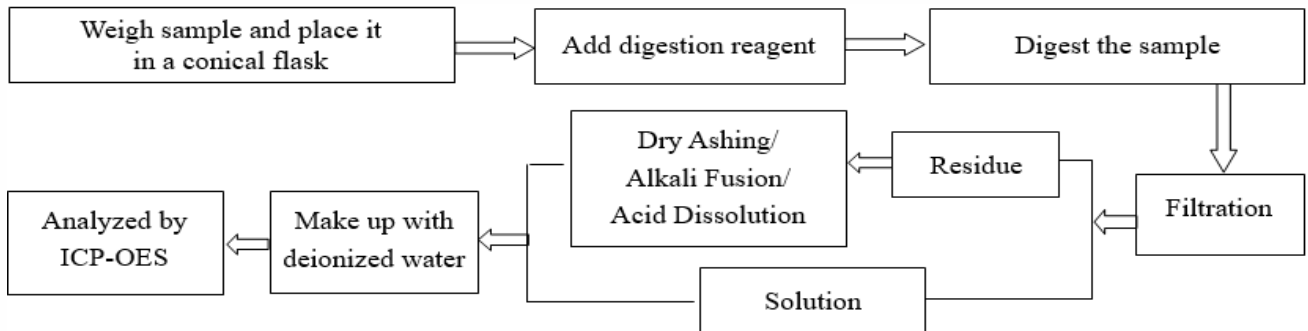 Weigh sample and place it
in a conical flask
Add digestion reagent
Digest the sample
Filtration
Residue
Dry Ashing/
Alkali Fusion/
Acid Dissolution
Solution
Make up with
deionized water
Analyzed by
ICP-OES